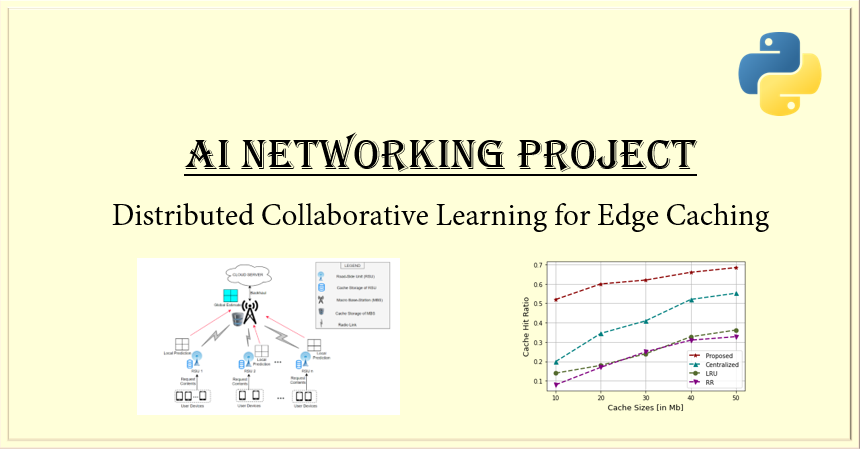 AI NETWORKING PROJECT
Distributed Collaborative Learning for Edge Caching
CLOUD SERVER
Backhaul
Global Estimate
Local Prediction
Local
Prediction
Local
Prediction
RSU 1
RSU 2
...
Request
Contents
Request
Contents
Request
Contents
User Devices
User Devices
User Devices
LEGEND
Road-Side Unit (RSU)
Cache Storage of RSU
Macro Base-Station (MBS)
Cache Storage of MBS
Radio Link
Cache Hit Ratio
0.7
0.6
0.5
0.4
0.3
0.2
0.1
10
20
30
40
50
Cache Sizes [in Mb]
Proposed
Centralized
LRU
RR